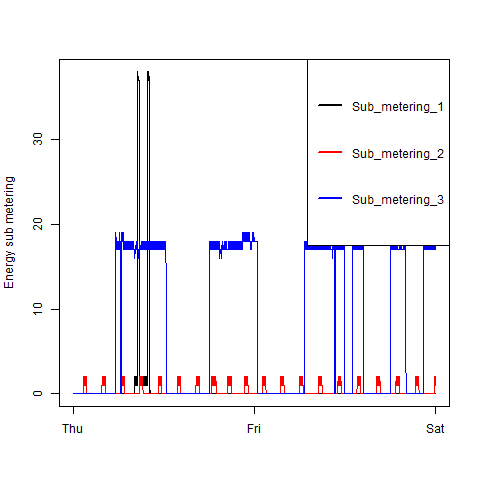 Energy sub metering
30
20
10
0
Sub_metering_1
Sub_metering_2
Sub_metering_3
Thu
Fri
Sat